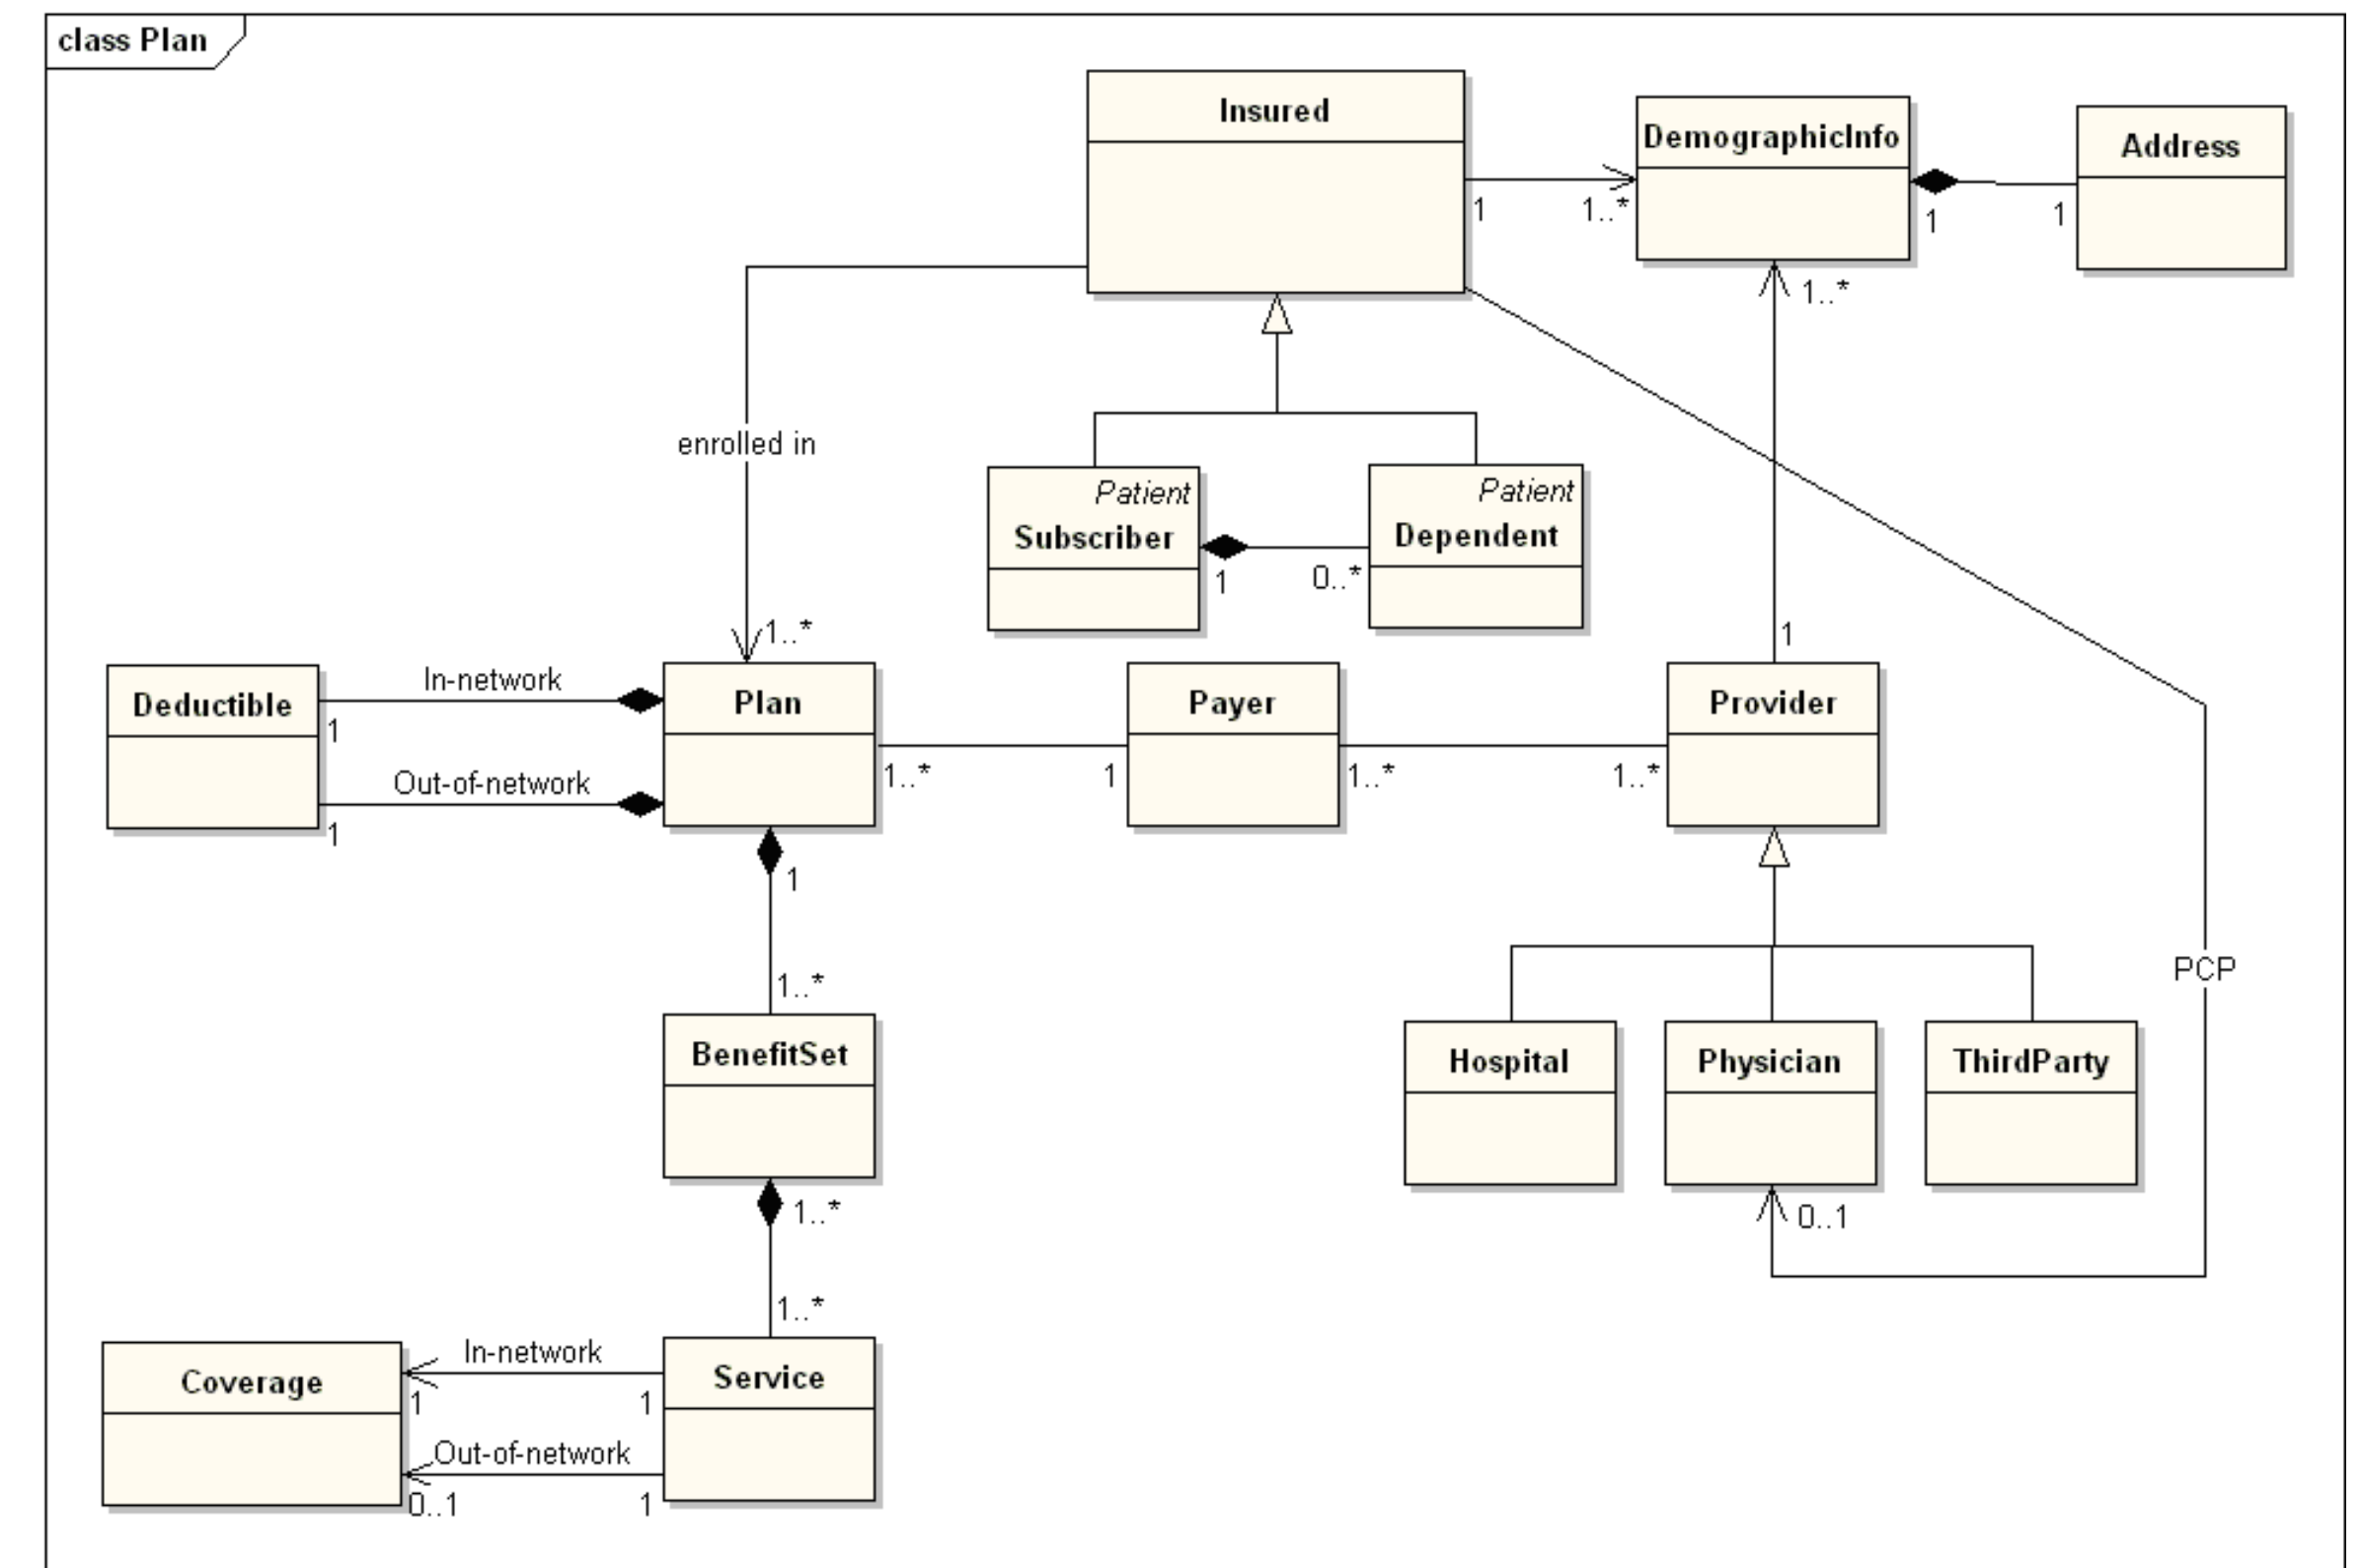 class Plan
Insured
DemographicInfo
Address
1
1..*
1
1
1..*
enrolled in
Patient
Subscriber
Patient
Dependent
1
0..*
1..*
1
Deductible
In-network
1
Out-of-network
1
Plan
Payer
Provider
1..*
1
1..*
1..*
1
1..*
PCP
BenefitSet
Hospital
Physician
ThirdParty
1..*
0..1
1..*
Coverage
In-network
1
1
Out-of-network
0..1
1
Service